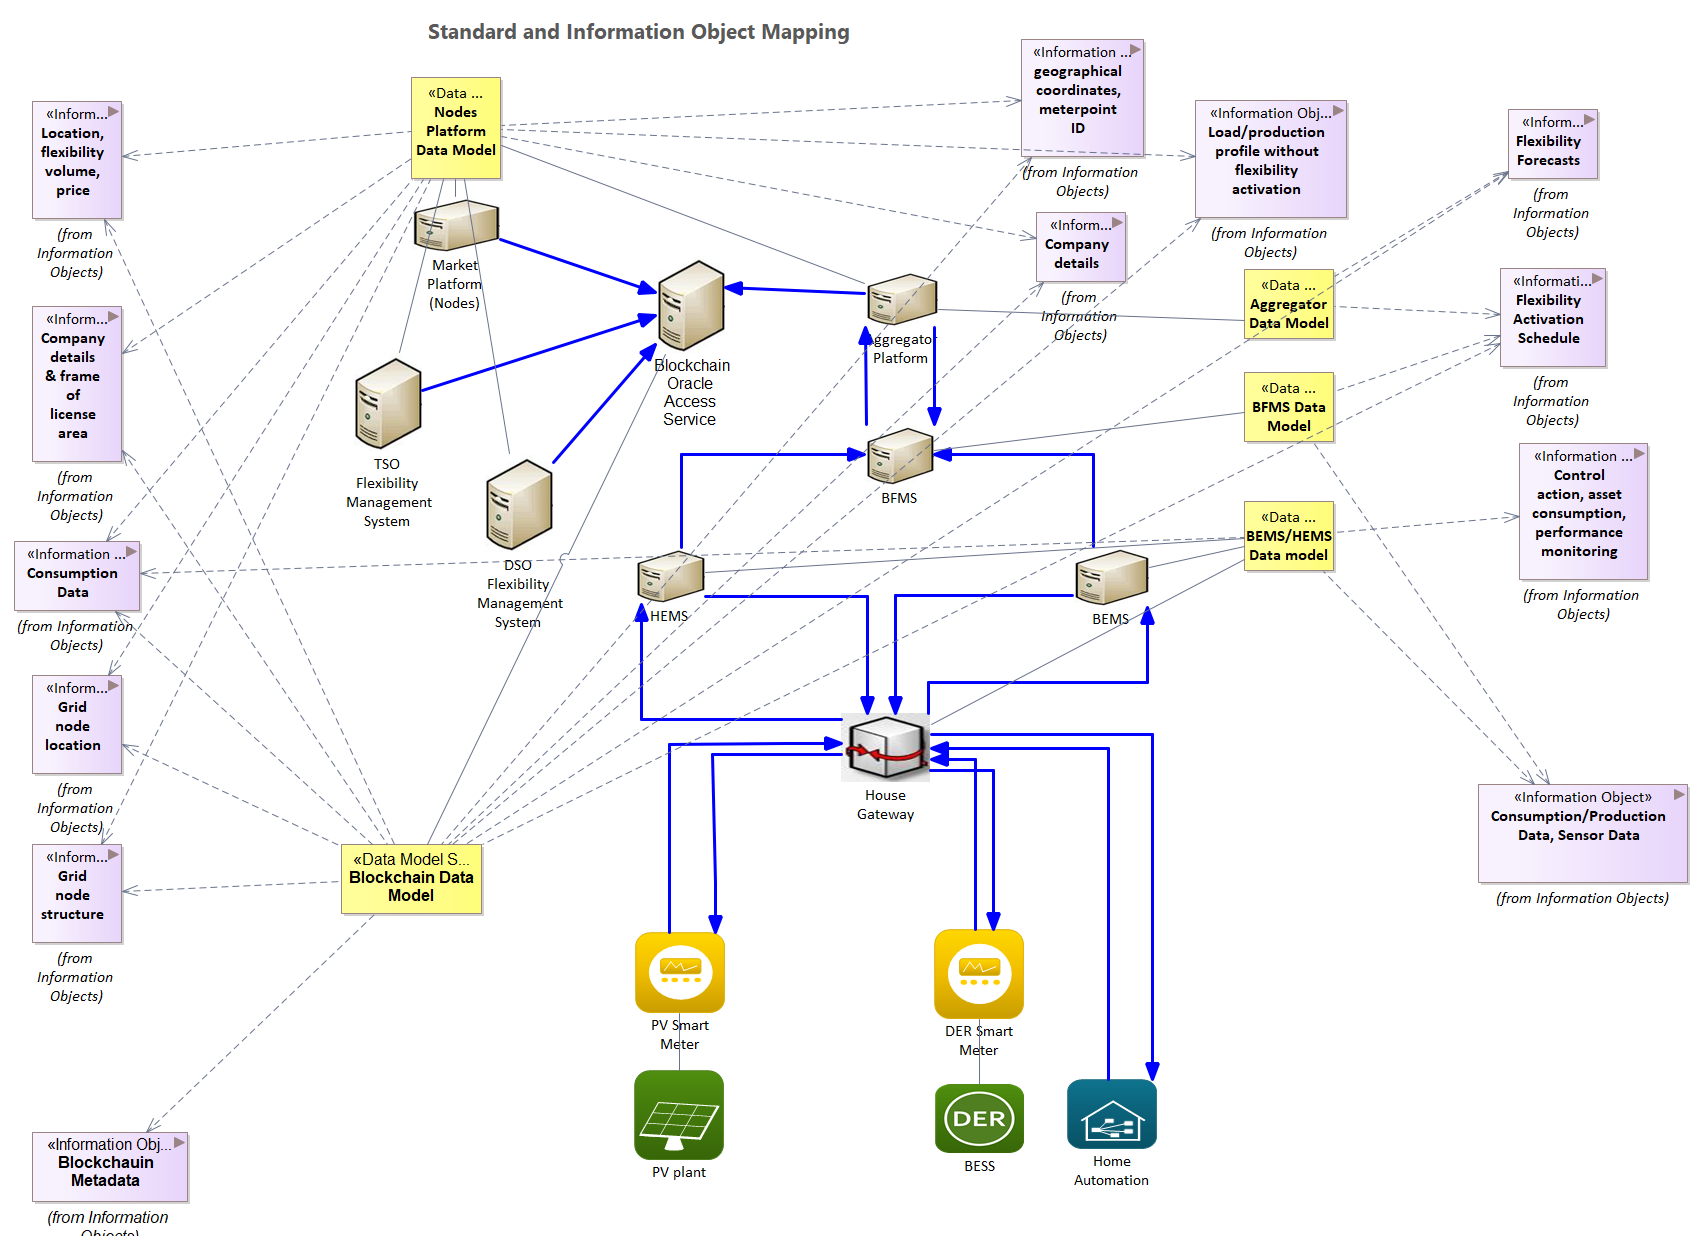 Standard and Information Object Mapping
«Information ...
geographical
coordinates,
meterpoint
ID
(from Information
Objects)
«Data ...
Nodes
Platform
Data Model
«Inform...
Location,
flexibility
volume,
price
(from
Information
Objects)
«Information Obj...
Load/production
profile without
flexibility
activation
(from Information
Objects)
«Inform...
Flexibility
Forecasts
(from
Information
Objects)
Market
Platform
(Nodes)
«Inform...
Company
details
(from
Information
Objects)
«Data ...
Aggregator
Data Model
«Informati...
Flexibility
Activation
Schedule
(from
Information
Objects)
«Inform...
Company
details
& frame
of
license
area
(from
Information
Objects)
Blockchain
Oracle
Access
Service
Aggregator
Platform
«Data ...
BFMS Data
Model
TSO
Flexibility
Management
System
BFMS
«Information ...
Control
action, asset
consumption,
performance
monitoring
(from Information
Objects)
«Data ...
BEMS/HEMS
Data model
«Information ...
Consumption
Data
(from Information
Objects)
DSO
Flexibility
Management
System
HEMS
BEMS
«Inform...
Grid
node
location
(from
Information
Objects)
House
Gateway
«Information Object»
Consumption/Production
Data, Sensor Data
(from Information Objects)
«Inform...
Grid
node
structure
(from
Information
Objects)
«Data Model S...
Blockchain Data
Model
PV Smart
Meter
DER Smart
Meter
DER
«Information Obj...
Blockchauin
Metadata
(from Information
Objects)
PV plant
BESS
Home
Automation